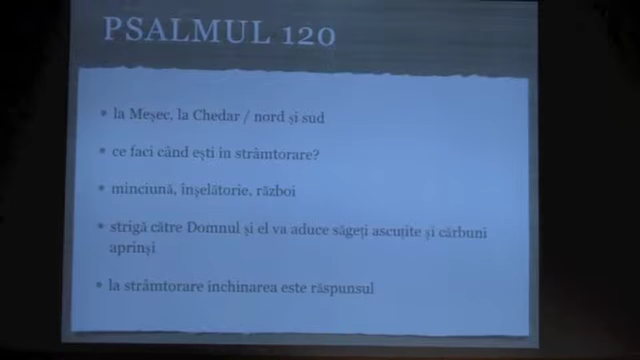 PSALMUL 120
• la Meșec, la Chedar / nord și sud
• ce faci când ești în strâmtorare?
• minciună, înșelătorie, război
• strigă către Domnul și el va aduce săgeți ascuțite și cărbuni
aprinși
• la strâmtorare închinarea este răspunsul